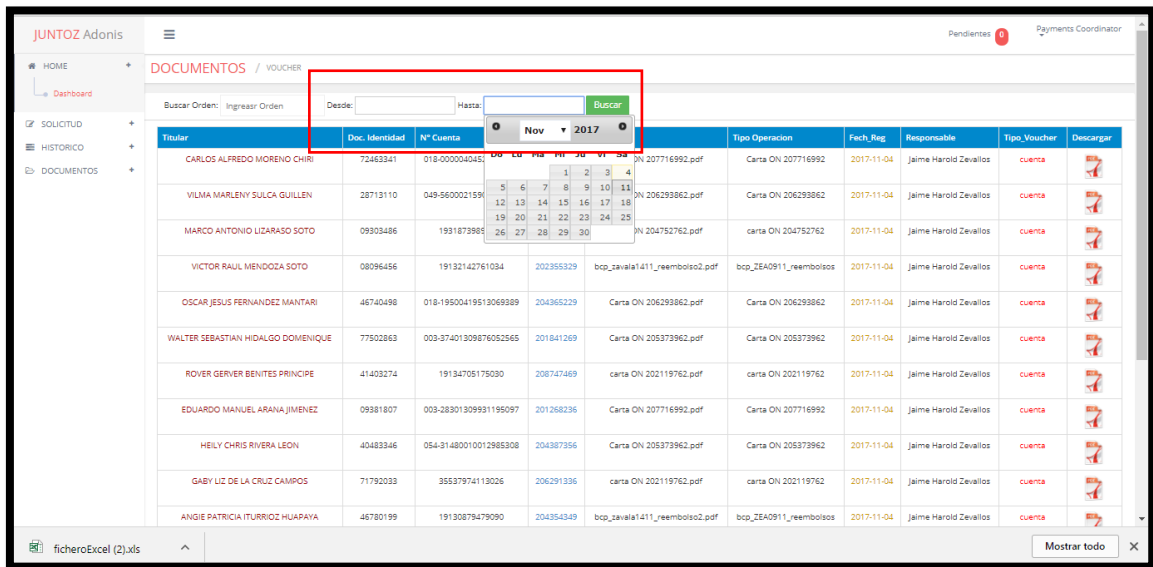 JUNTOZ Adonis
Pendientes 0 Payments Coordinator
HOME +
Dashboard
SOLICITUD +
HISTORICO +
DOCUMENTOS +
DOCUMENTOS / VOUCHER
Buscar Orden: Ingreasr Orden Desde: Hasta: Buscar
Nov 2017
Do Lu Ma Mi Ju Vi Sa
1 2 3 4
5 6 7 8 9 10 11
12 13 14 15 16 17 18
19 20 21 22 23 24 25
26 27 28 29 30
Titular Doc. Identidad N° Cuenta Tipo Operacion Fech_Reg Responsable Tipo_Voucher Descargar
CARLOS ALFREDO MORENO CHIRI 72463341 018-000004045 ON 207716992.pdf Carta ON 207716992 2017-11-04 Jaime Harold Zevallos cuenta
VILMA MARLENY SULCA GUILLEN 28713110 049-560002159 ON 206293862.pdf Carta ON 206293862 2017-11-04 Jaime Harold Zevallos cuenta
MARCO ANTONIO LIZARASO SOTO 09303486 193187398 ON 204752762.pdf carta ON 204752762 2017-11-04 Jaime Harold Zevallos cuenta
VICTOR RAUL MENDOZA SOTO 08096456 19132142761034 202355329 bcp_zavala1411_reembolso2.pdf bcp_ZEA0911_reembolsos 2017-11-04 Jaime Harold Zevallos cuenta
OSCAR JESUS FERNANDEZ MANTARI 46740498 018-19500419513069389 204365229 Carta ON 206293862.pdf Carta ON 206293862 2017-11-04 Jaime Harold Zevallos cuenta
WALTER SEBASTIAN HIDALGO DOMENIQUE 77502863 003-37401309876052565 201841269 Carta ON 205373962.pdf Carta ON 205373962 2017-11-04 Jaime Harold Zevallos cuenta
ROVER GERVER BENITES PRINCIPE 41403274 19134705175030 208747469 carta ON 202119762.pdf carta ON 202119762 2017-11-04 Jaime Harold Zevallos cuenta
EDUARDO MANUEL ARANA JIMENEZ 09381807 003-28301309931195097 201268236 Carta ON 207716992.pdf Carta ON 207716992 2017-11-04 Jaime Harold Zevallos cuenta
HEILY CHRIS RIVERA LEON 40483346 054-31480010012985308 204387356 Carta ON 205373962.pdf Carta ON 205373962 2017-11-04 Jaime Harold Zevallos cuenta
GABY LIZ DE LA CRUZ CAMPOS 71792033 35537974113026 206291336 carta ON 202119762.pdf carta ON 202119762 2017-11-04 Jaime Harold Zevallos cuenta
ANGIE PATRICIA ITURRIOZ HUAPAYA 46780199 19130879479090 204354349 bcp_zavala1411_reembolso2.pdf bcp_ZEA0911_reembolsos 2017-11-04 Jaime Harold Zevallos cuenta
ficheroExcel (2).xls Mostrar todo